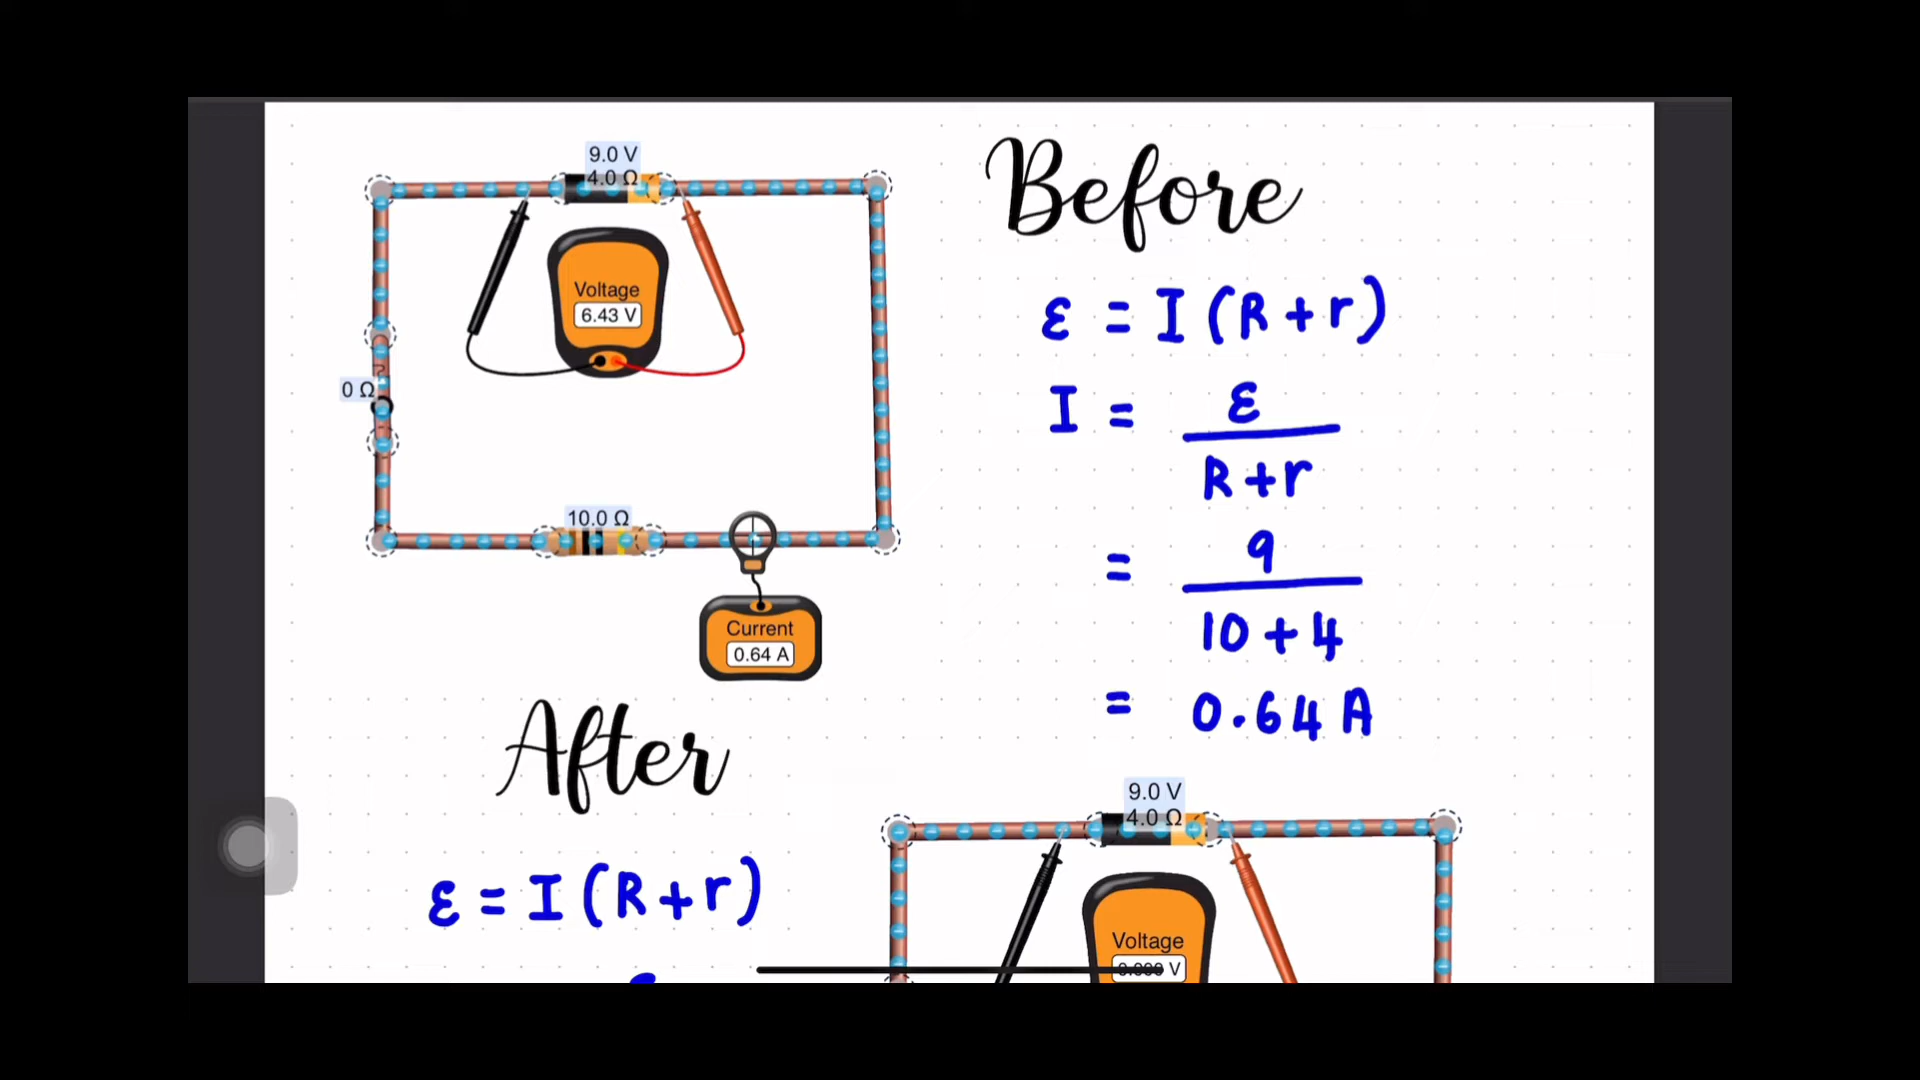 9.0 V
4.0 Ω
Voltage
6.43 V
0 Ω
10.0 Ω
Current
0.64 A
Before
ε = I (R + r)
I = ε / R + r
= 9 / 10 + 4
= 0.64 A
After
ε = I (R + r)
9.0 V
4.0 Ω
Voltage
V